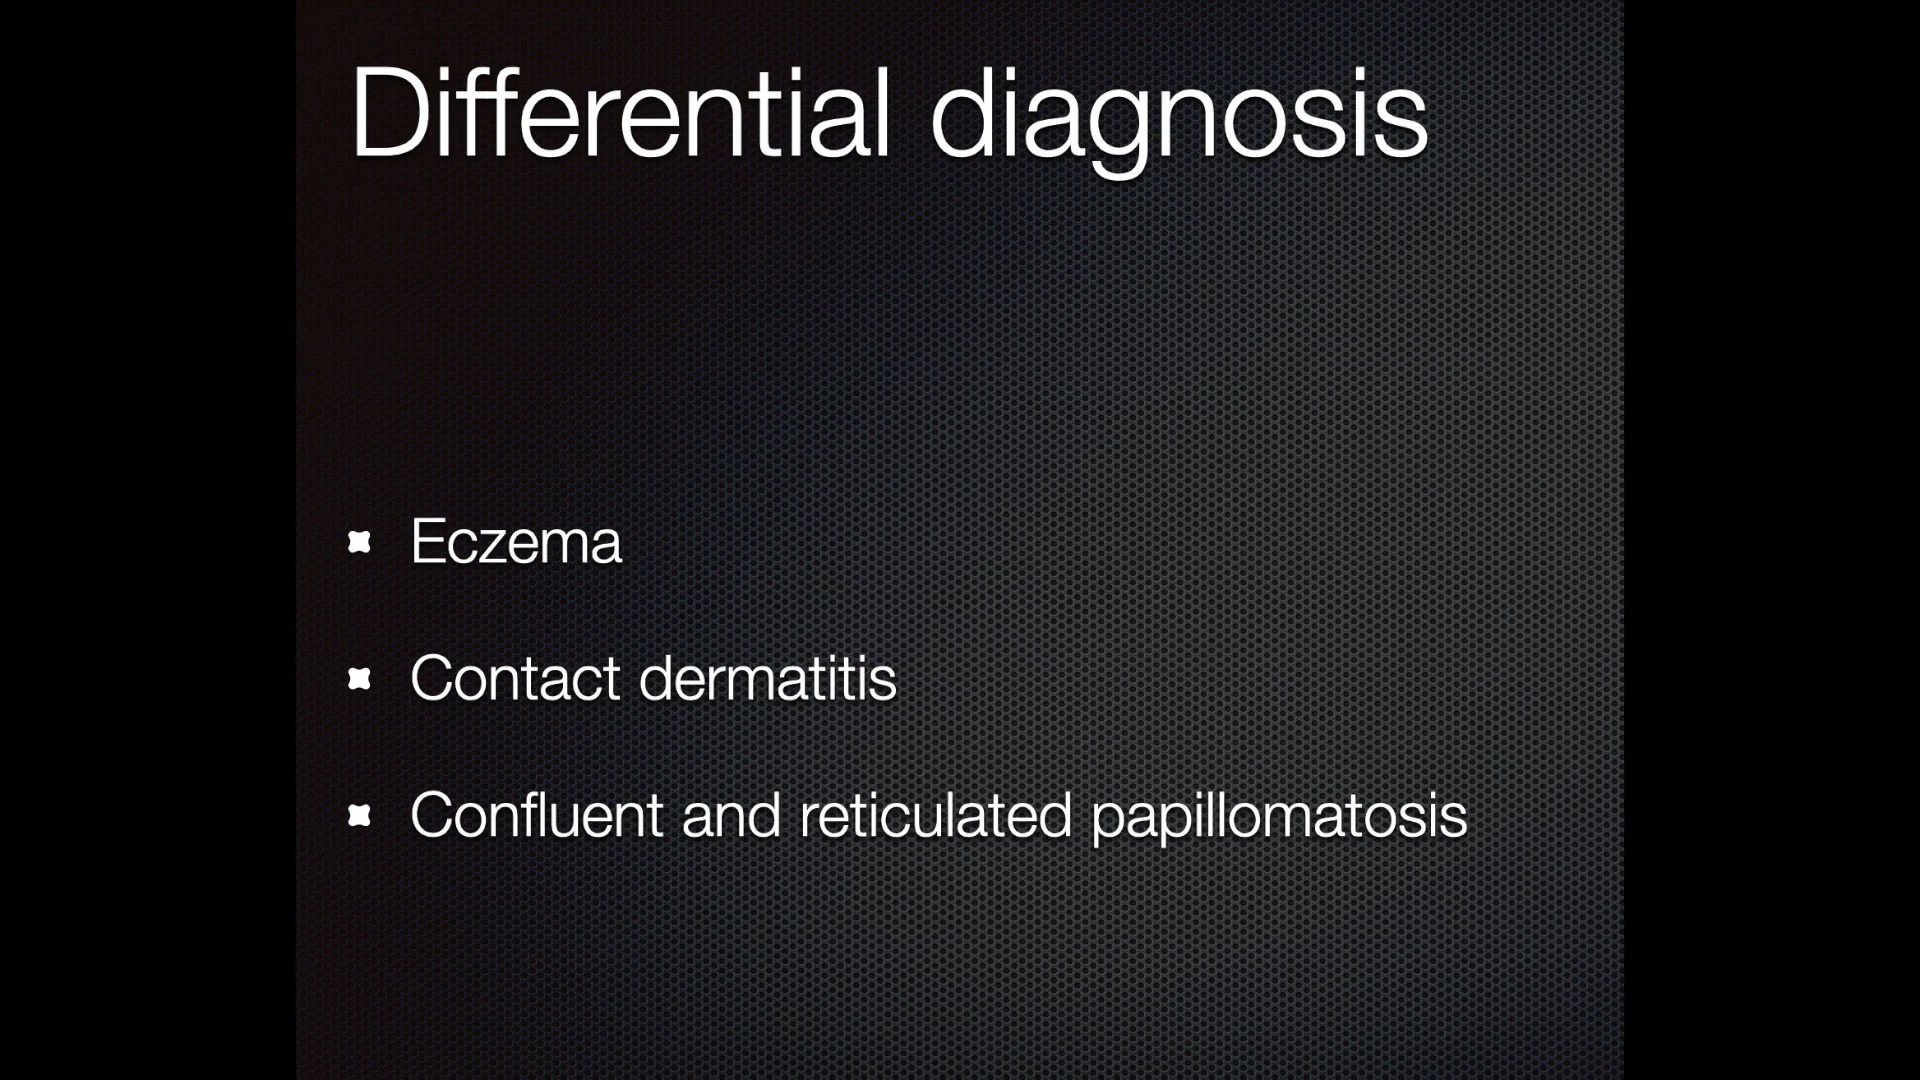 Differential diagnosis
Eczema
Contact dermatitis
Confluent and reticulated papillomatosis